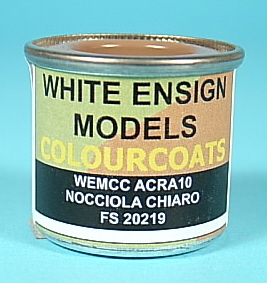 WHITE ENSIGN
MODELS
COLOURCOATS
WEMCC ACRA10
NOCCIOLA CHIARO
FS 20219